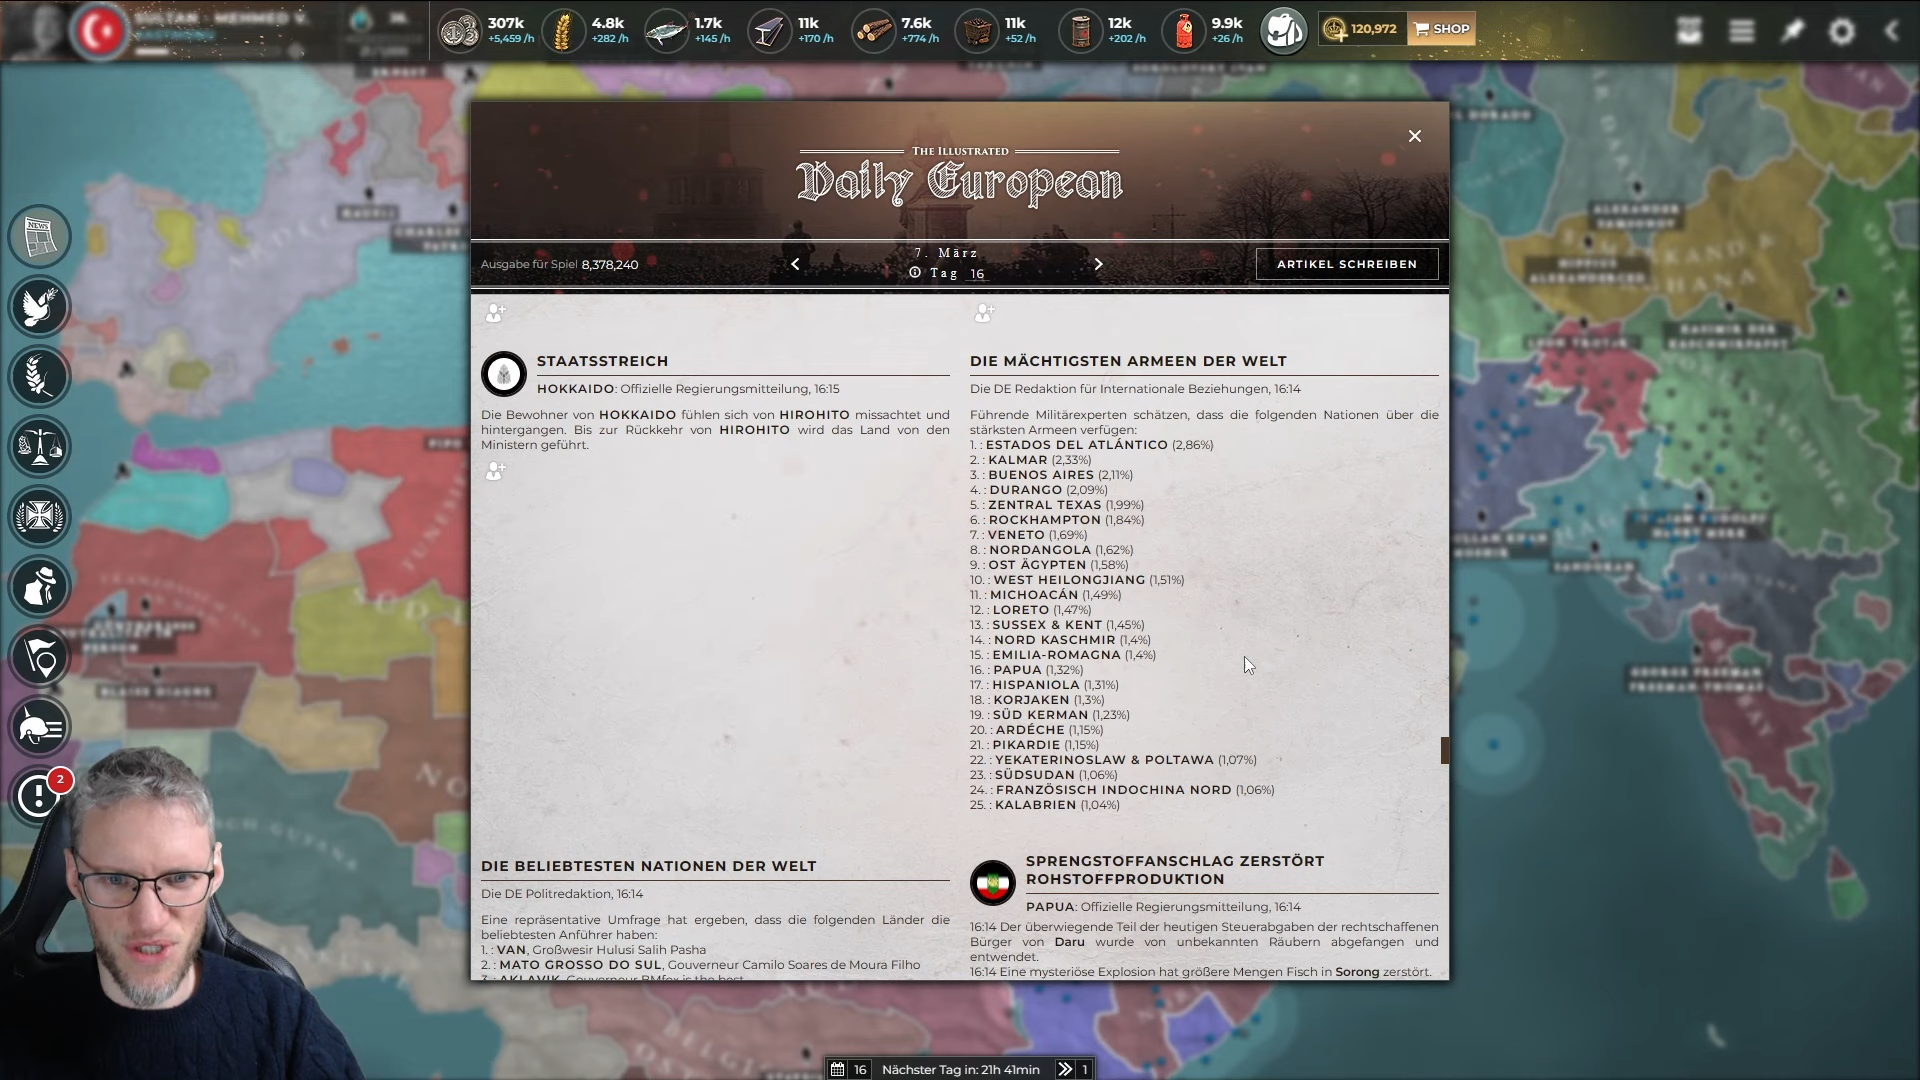 SULTAN - MEHMED V.
307k
+5,459 /h
4.8k
+282 /h
1.7k
+145 /h
11k
+170 /h
7.6k
+774 /h
11k
+52 /h
12k
+202 /h
9.9k
+26 /h
120,972
SHOP
THE ILLUSTRATED
Daily European
Ausgabe für Spiel 8,378,240
7. März
Tag 16
ARTIKEL SCHREIBEN
STAATSSTREICH
HOKKAIDO: Offizielle Regierungsmitteilung, 16:15
Die Bewohner von HOKKAIDO fühlen sich von HIROHITO missachtet und
hintergangen. Bis zur Rückkehr von HIROHITO wird das Land von den
Ministern geführt.
DIE MÄCHTIGSTEN ARMEEN DER WELT
Die DE Redaktion für Internationale Beziehungen, 16:14
Führende Militärexperten schätzen, dass die folgenden Nationen über die
stärksten Armeen verfügen:
1. : ESTADOS DEL ATLÁNTICO (2,86%)
2. : KALMAR (2,33%)
3. : BUENOS AIRES (2,11%)
4. : DURANGO (2,09%)
5. : ZENTRAL TEXAS (1,99%)
6. : ROCKHAMPTON (1,84%)
7. : VENETO (1,69%)
8. : NORDANGOLA (1,62%)
9. : OST ÄGYPTEN (1,58%)
10. : WEST HEILONGJIANG (1,51%)
11. : MICHOACÁN (1,49%)
12. : LORETO (1,47%)
13. : SUSSEX & KENT (1,45%)
14. : NORD KASCHMIR (1,4%)
15. : EMILIA-ROMAGNA (1,4%)
16. : PAPUA (1,32%)
17. : HISPANIOLA (1,31%)
18. : KORJAKEN (1,3%)
19. : SÜD KERMAN (1,23%)
20. : ARDÉCHE (1,15%)
21. : PIKARDIE (1,15%)
22. : YEKATERINOSLAW & POLTAWA (1,07%)
23. : SÜDSUDAN (1,06%)
24. : FRANZÖSISCH INDOCHINA NORD (1,06%)
25. : KALABRIEN (1,04%)
DIE BELIEBTESTEN NATIONEN DER WELT
Die DE Politredaktion, 16:14
Eine repräsentative Umfrage hat ergeben, dass die folgenden Länder die
beliebtesten Anführer haben:
1. : VAN, Großwesir Hulusi Salih Pasha
2. : MATO GROSSO DO SUL, Gouverneur Camilo Soares de Moura Filho
3. : AKLAVIK, Gouverneur BMfox is the best
SPRENGSTOFFANSCHLAG ZERSTÖRT
ROHSTOFFPRODUKTION
PAPUA: Offizielle Regierungsmitteilung, 16:14
16:14 Der überwiegende Teil der heutigen Steuerabgaben der rechtschaffenen
Bürger von Daru wurde von unbekannten Räubern abgefangen und
entwendet.
16:14 Eine mysteriöse Explosion hat größere Mengen Fisch in Sorong zerstört.
NEWS
2
16
Nächster Tag in: 21h 41min
1